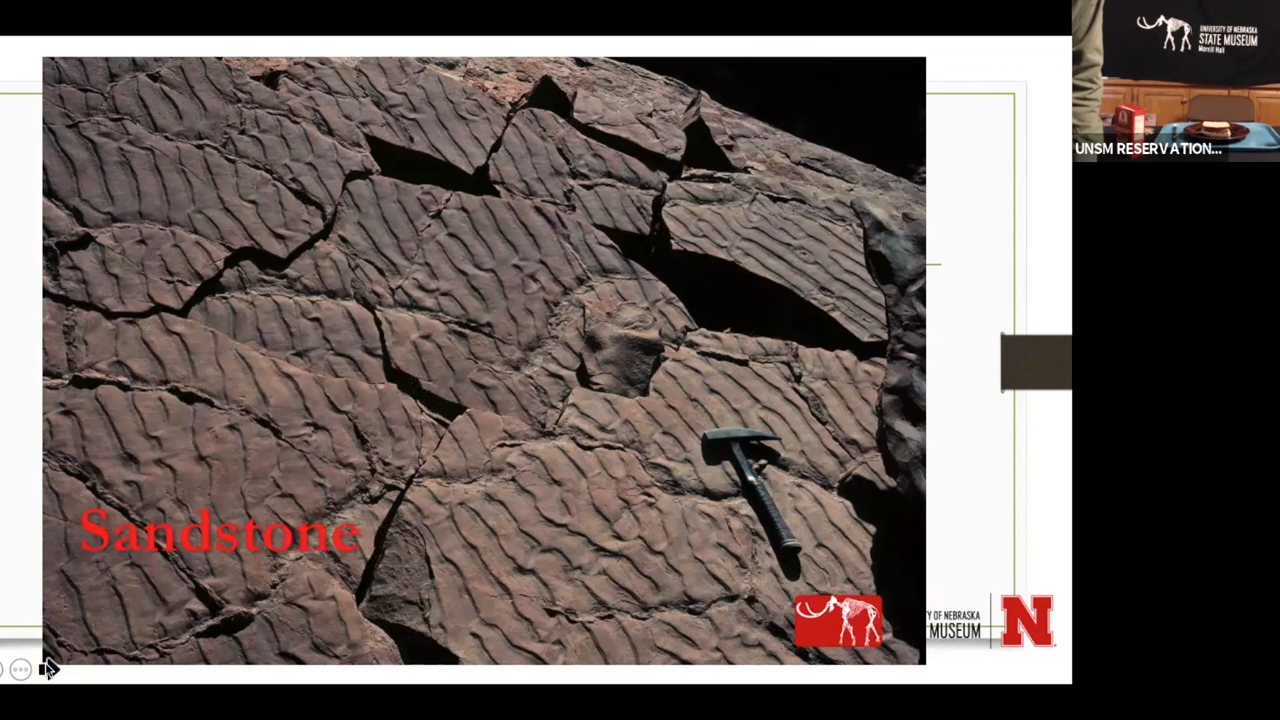 Sandstone
Y OF NEBRASKA
MUSEUM
N
UNIVERSITY OF NEBRASKA
STATE MUSEUM
Morrill Hall
UNSM RESERVATION...